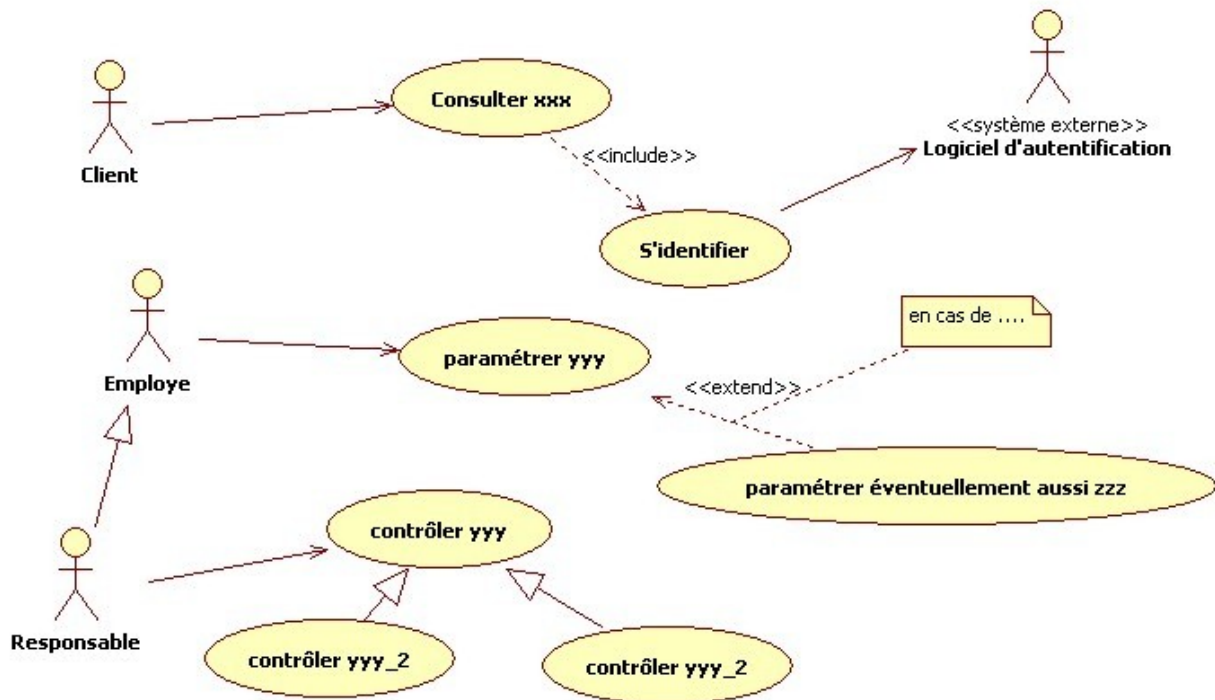 Consulter xxx
Client
<<include>>
<<système externe>>
Logiciel d'autentification
S'identifier
en cas de ....
Employe
paramétrer yyy
<<extend>>
paramétrer éventuellement aussi zzz
contrôler yyy
Responsable
contrôler yyy_2
contrôler yyy_2